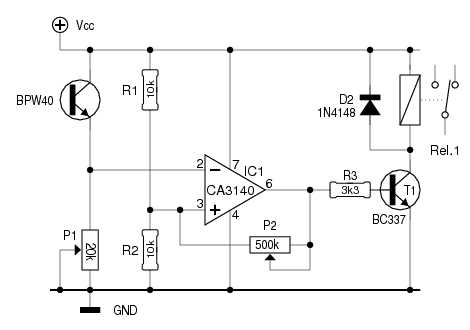 Vcc
BPW40
R1
10k
D2
1N4148
Rel.1
2
7
IC1
CA3140
6
3
4
R3
3k3
T1
BC337
P1
20k
R2
10k
P2
500k
GND